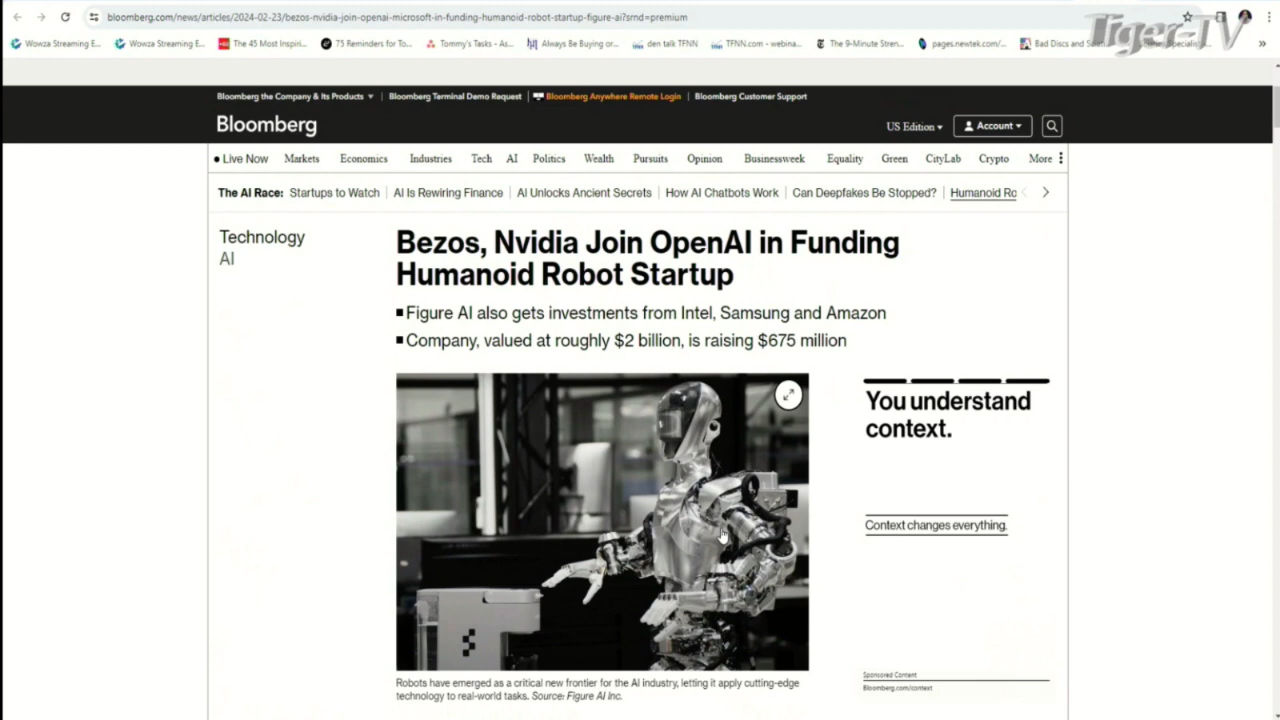 bloomberg.com/news/articles/2024-02-23/bezos-nvidia-join-openai-microsoft-in-funding-humanoid-robot-startup-figure-ai?srnd=premium
Tiger-TV
Wowza Streaming E... Wowza Streaming E... The 45 Most Inspiri... 75 Reminders for To... Tommy's Tasks - As... Always Be Buying or... den talk TFNN TFNN.com - webina... The 9-Minute Stren... pages.newtek.com/... Bad Discs and
Bloomberg the Company & Its Products Bloomberg Terminal Demo Request Bloomberg Anywhere Remote Login Bloomberg Customer Support
Bloomberg
US Edition Account
Live Now Markets Economics Industries Tech AI Politics Wealth Pursuits Opinion Businessweek Equality Green CityLab Crypto More
The AI Race: Startups to Watch AI Is Rewiring Finance AI Unlocks Ancient Secrets How AI Chatbots Work Can Deepfakes Be Stopped? Humanoid Ro
Technology
AI
Bezos, Nvidia Join OpenAI in Funding
Humanoid Robot Startup
Figure AI also gets investments from Intel, Samsung and Amazon
Company, valued at roughly $2 billion, is raising $675 million
You understand
context.
Context changes everything.
Sponsored Content
Bloomberg.com/context
Robots have emerged as a critical new frontier for the AI industry, letting it apply cutting-edge
technology to real-world tasks. Source: Figure AI Inc.